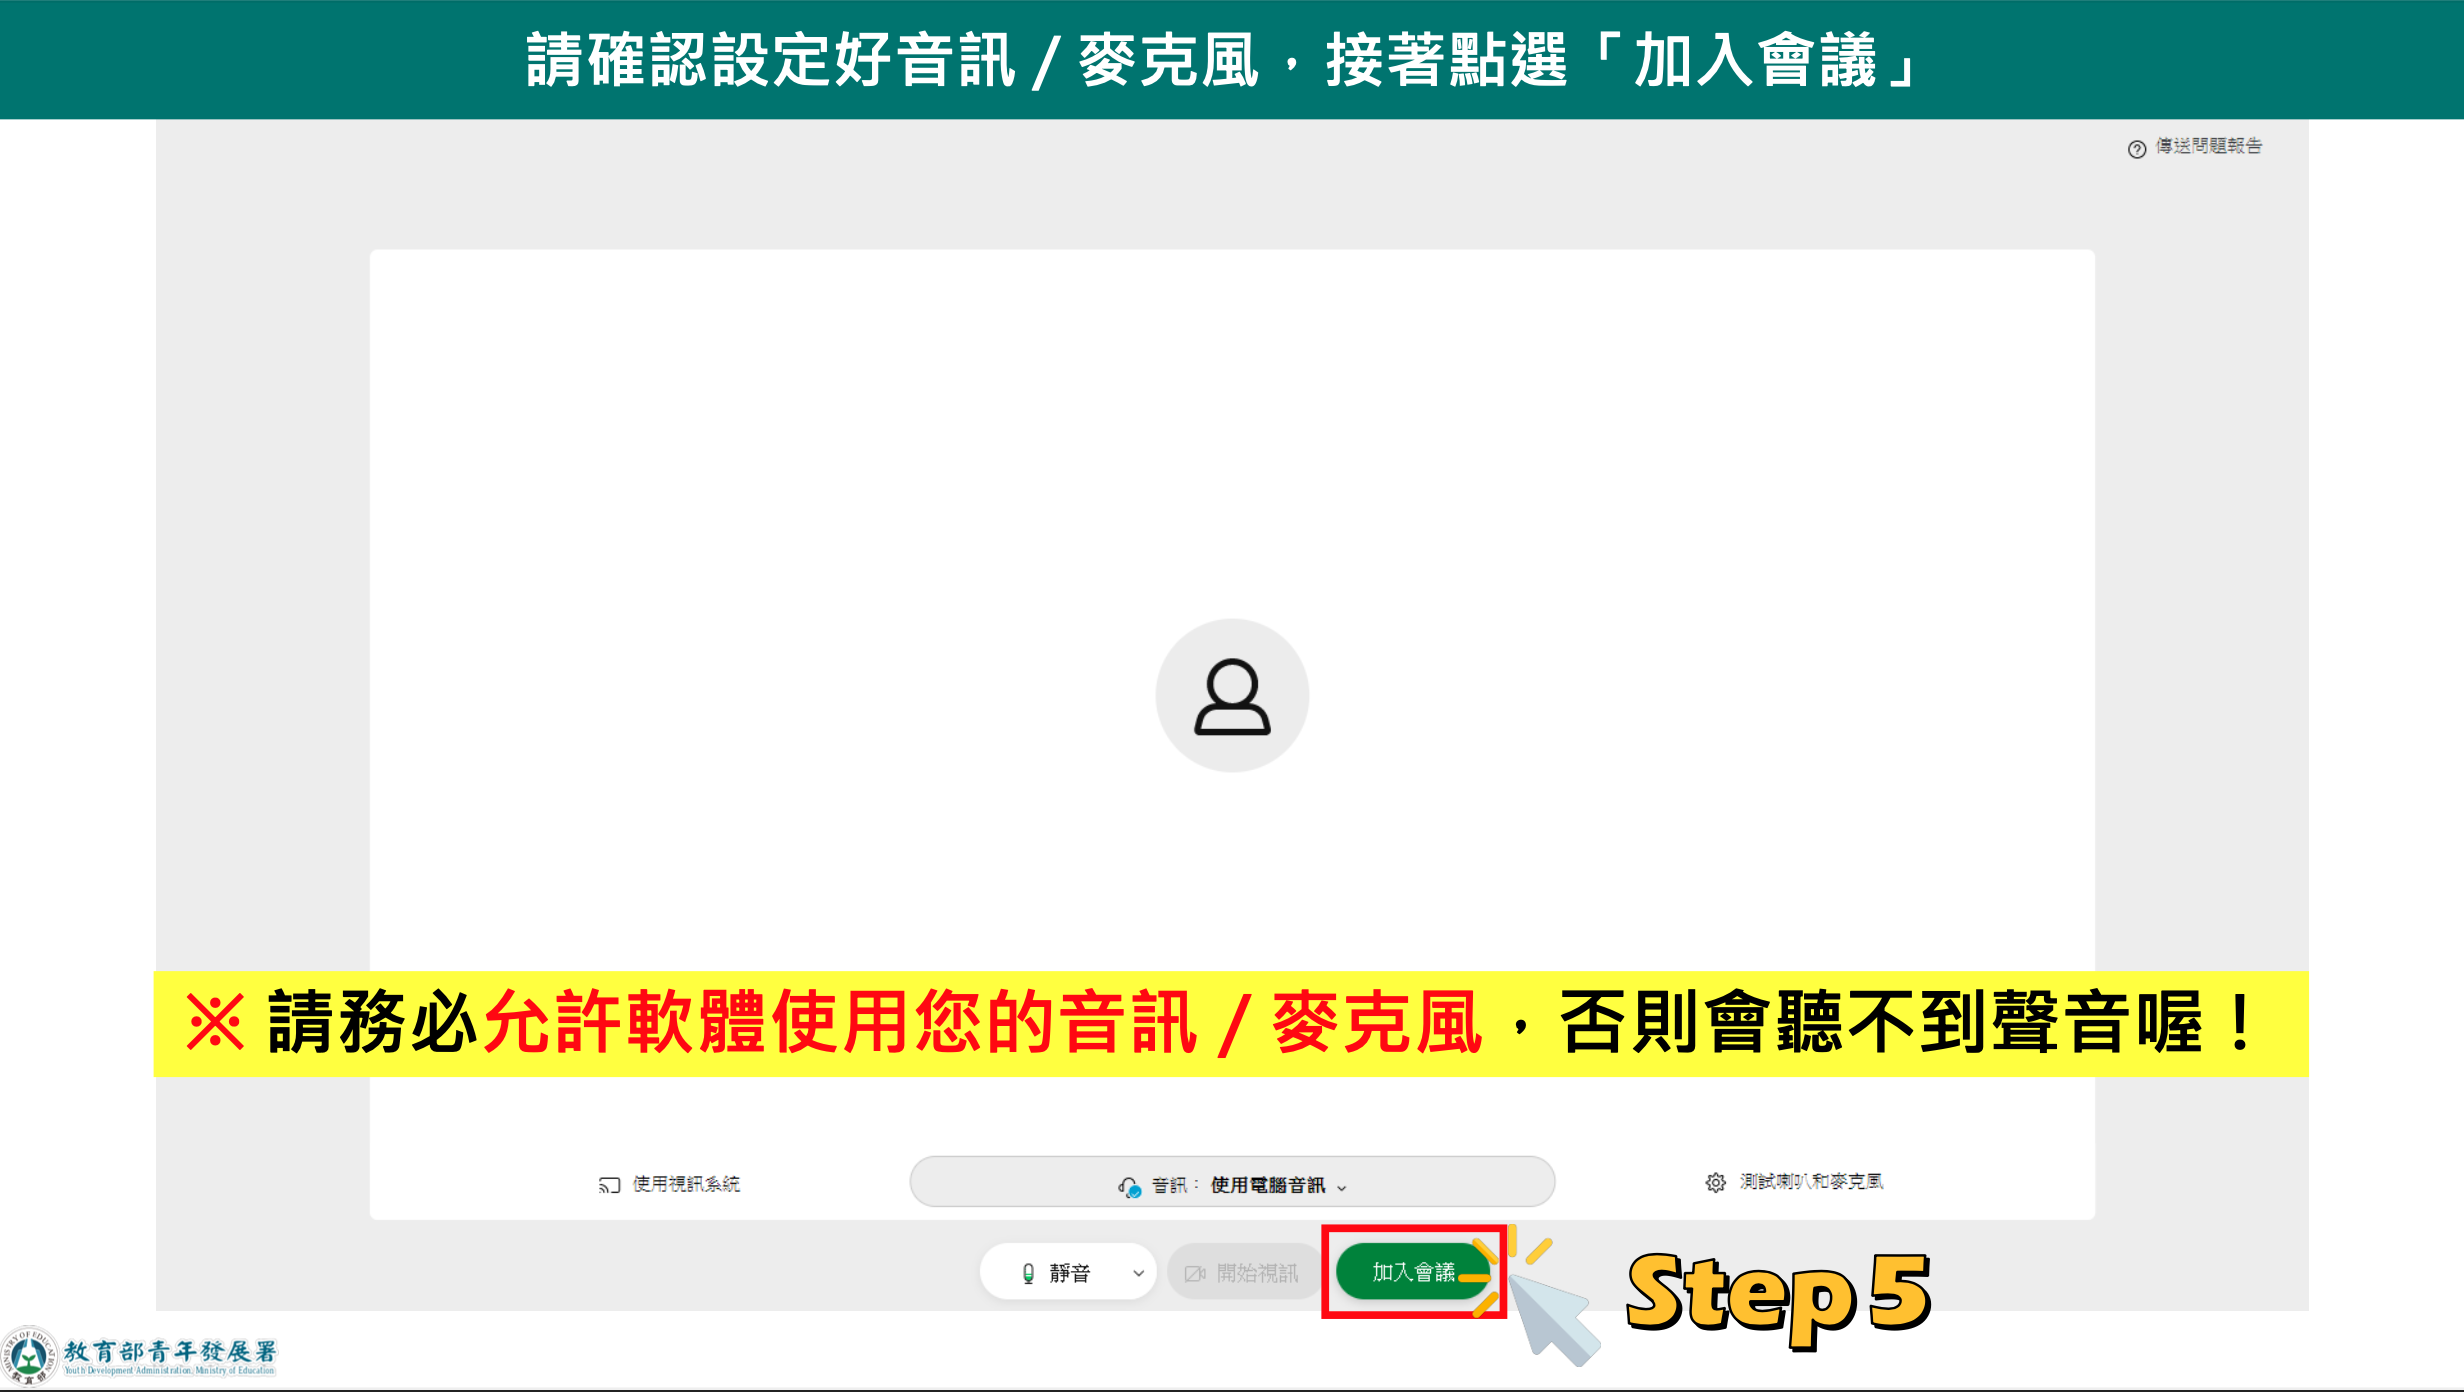 請確認設定好音訊/麥克風，接著點選「加入會議」
傳送問題報告
※請務必允許軟體使用您的音訊/麥克風，否則會聽不到聲音喔！
使用視訊系統
音訊：使用電腦音訊
測試喇叭和麥克風
靜音
開始視訊
加入會議
Step 5
教育部青年發展署
Youth Development Administration, Ministry of Education